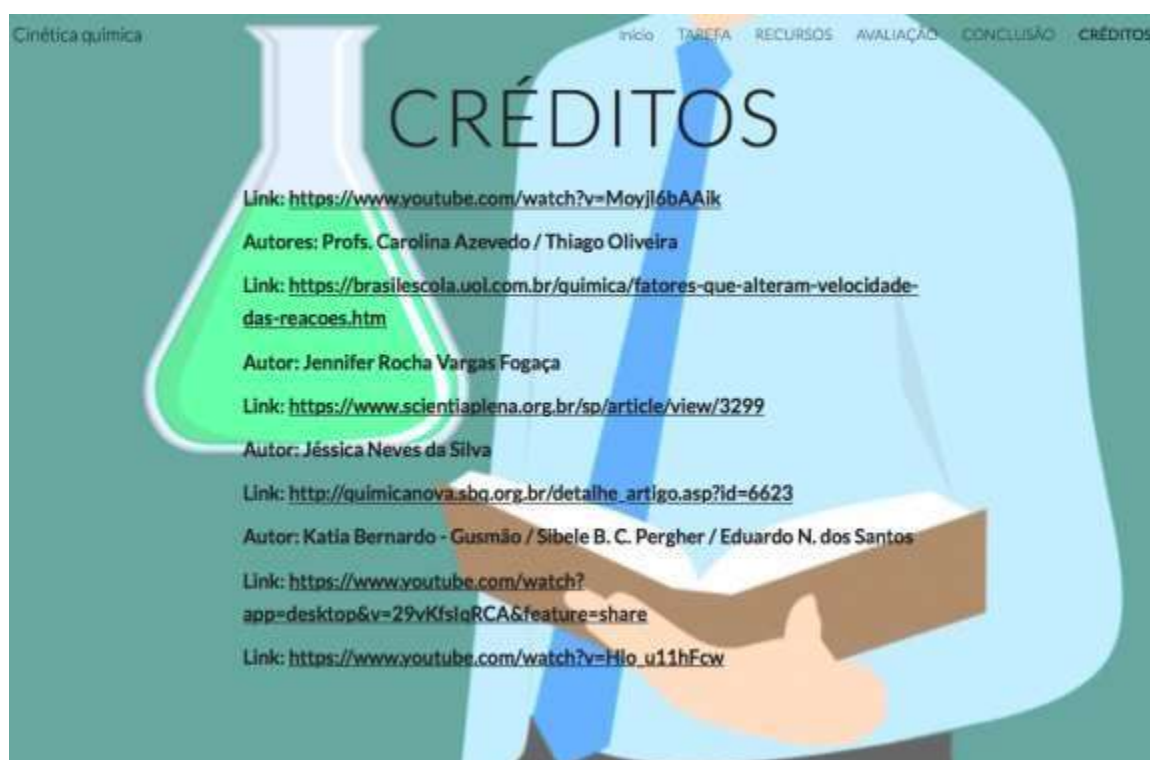 Cinética química
Início TAREFA RECURSOS AVALIAÇÃO CONCLUSÃO CRÉDITOS
CRÉDITOS
Link: https://www.youtube.com/watch?v=Moyjl6bAAik
Autores: Profs. Carolina Azevedo / Thiago Oliveira
Link: https://brasilescola.uol.com.br/quimica/fatores-que-alteram-velocidade-
das-reacoes.htm
Autor: Jennifer Rocha Vargas Fogaça
Link: https://www.scientiaplena.org.br/sp/article/view/3299
Autor: Jéssica Neves da Silva
Link: http://quimicanova.sbq.org.br/detalhe_artigo.asp?id=6623
Autor: Katia Bernardo - Gusmão / Sibele B. C. Pergher / Eduardo N. dos Santos
Link: https://www.youtube.com/watch?
app=desktop&v=29vKfsIqRCA&feature=share
Link: https://www.youtube.com/watch?v=HIo_u11hFcw